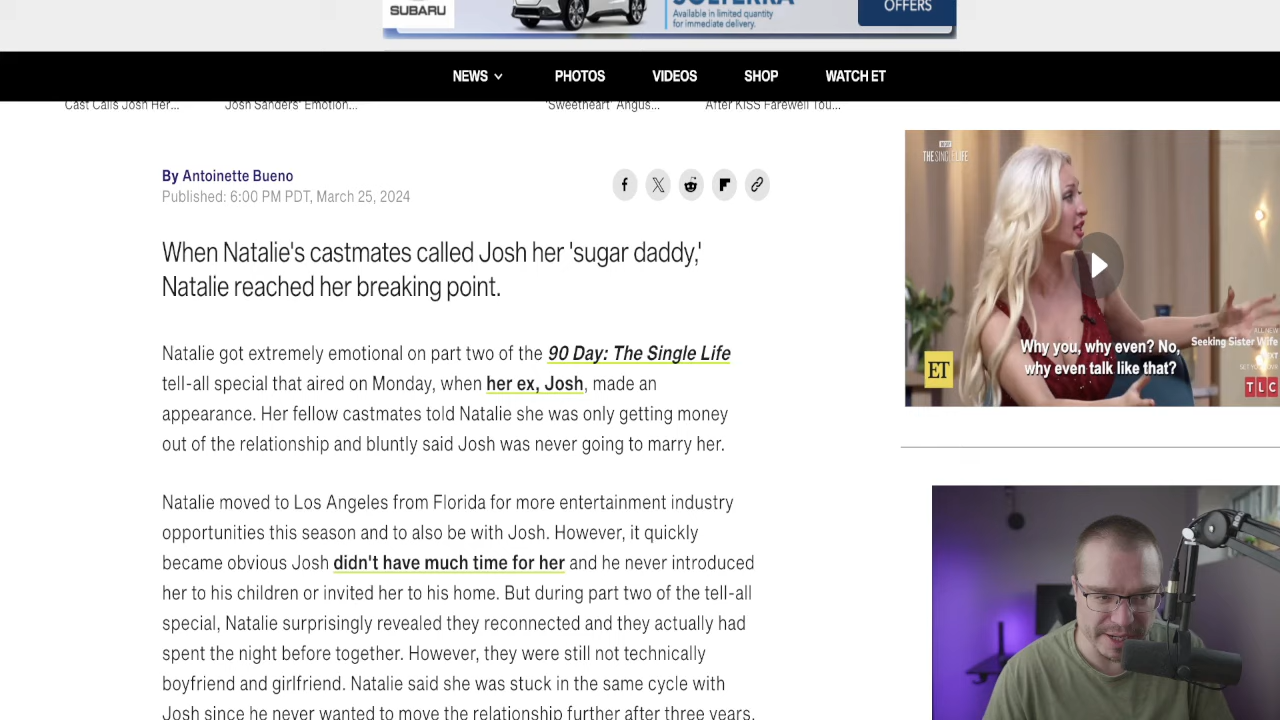 SUBARU
SOLTERRA
Available in limited quantity
for immediate delivery.
OFFERS
NEWS
PHOTOS
VIDEOS
SHOP
WATCH ET
Cast Calls Josh Her...
Josh Sanders' Emotion...
'Sweetheart' Angus...
After KISS Farewell Tou...
By Antoinette Bueno
Published: 6:00 PM PDT, March 25, 2024
When Natalie's castmates called Josh her 'sugar daddy,'
Natalie reached her breaking point.
Natalie got extremely emotional on part two of the 90 Day: The Single Life
tell-all special that aired on Monday, when her ex, Josh, made an
appearance. Her fellow castmates told Natalie she was only getting money
out of the relationship and bluntly said Josh was never going to marry her.
Natalie moved to Los Angeles from Florida for more entertainment industry
opportunities this season and to also be with Josh. However, it quickly
became obvious Josh didn't have much time for her and he never introduced
her to his children or invited her to his home. But during part two of the tell-all
special, Natalie surprisingly revealed they reconnected and they actually had
spent the night before together. However, they were still not technically
boyfriend and girlfriend. Natalie said she was stuck in the same cycle with
Josh since he never wanted to move the relationship further after three years.
THE SINGLE LIFE
Why you, why even? No,
why even talk like that?
ET
ALL NEW
Seeking Sister Wife
TLC